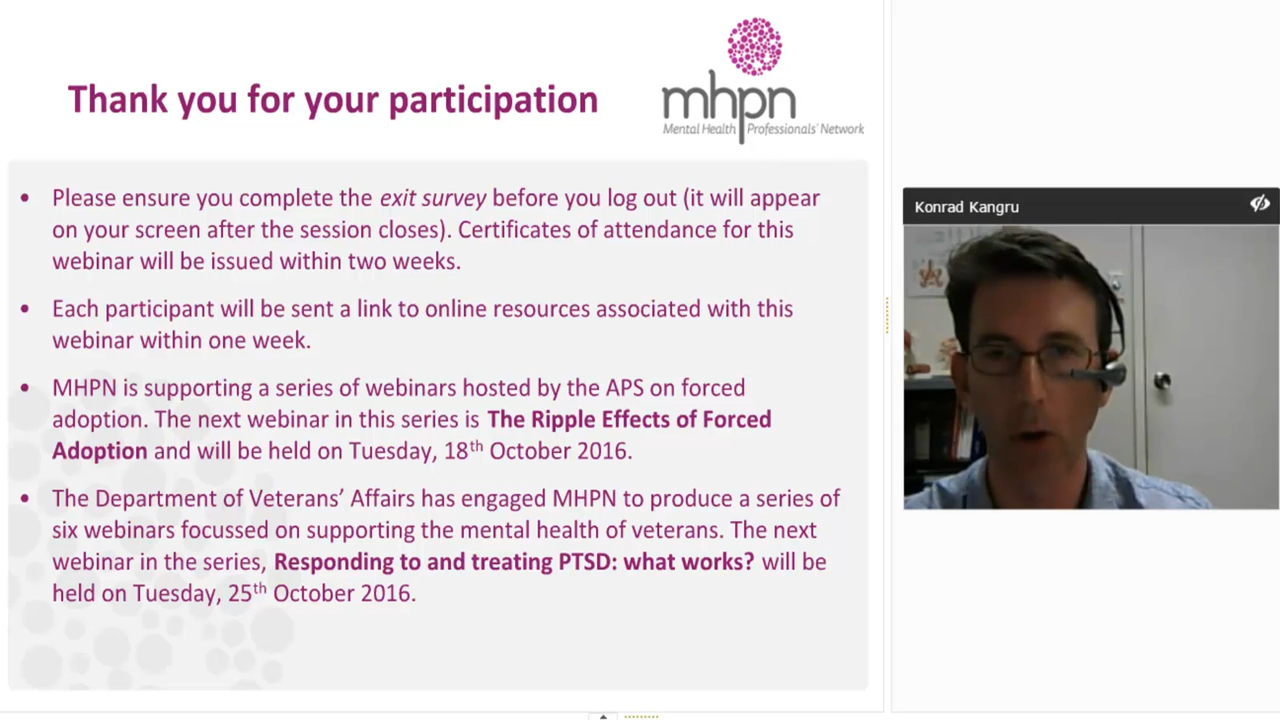 Thank you for your participation
mhpn
Mental Health Professionals' Network
• Please ensure you complete the exit survey before you log out (it will appear
on your screen after the session closes). Certificates of attendance for this
webinar will be issued within two weeks.
• Each participant will be sent a link to online resources associated with this
webinar within one week.
• MHPN is supporting a series of webinars hosted by the APS on forced
adoption. The next webinar in this series is The Ripple Effects of Forced
Adoption and will be held on Tuesday, 18th October 2016.
• The Department of Veterans' Affairs has engaged MHPN to produce a series of
six webinars focussed on supporting the mental health of veterans. The next
webinar in the series, Responding to and treating PTSD: what works? will be
held on Tuesday, 25th October 2016.
Konrad Kangru